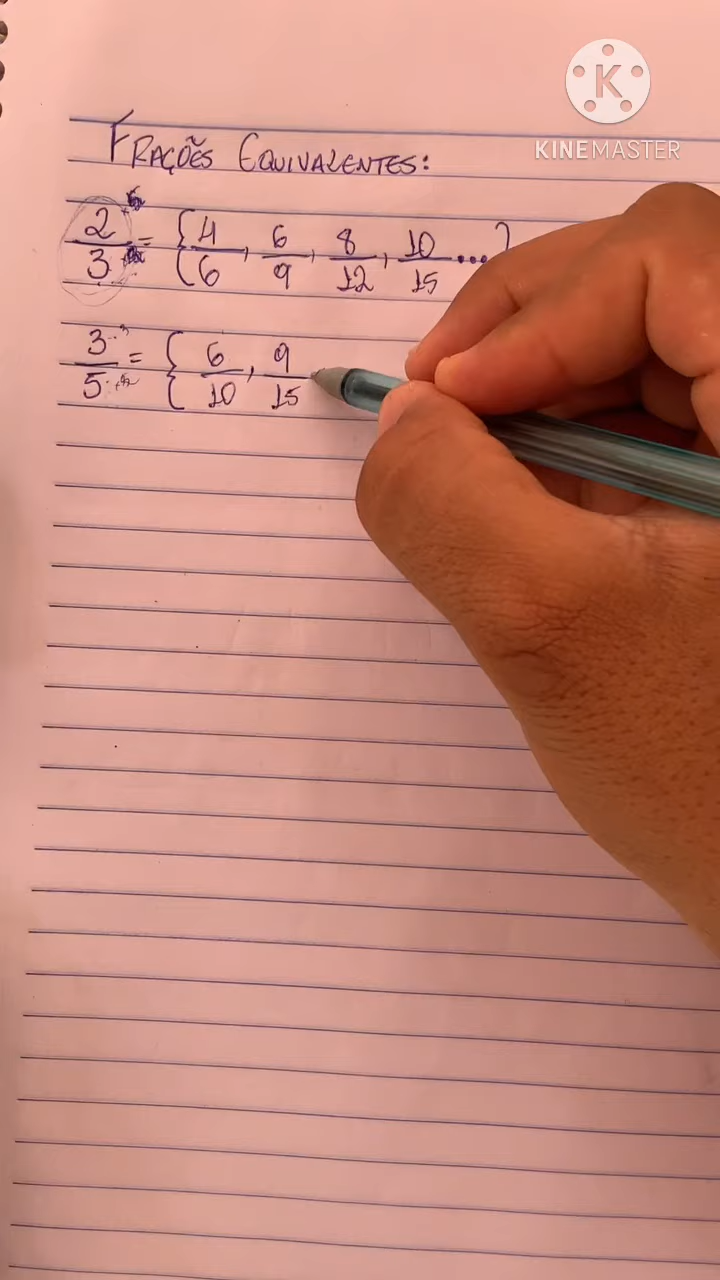 K
KINEMASTER
FRAÇÕES EQUIVALENTES:
2/3 = { 4/6, 6/9, 8/12, 10/15 ... }
3/5 = { 6/10, 9/15